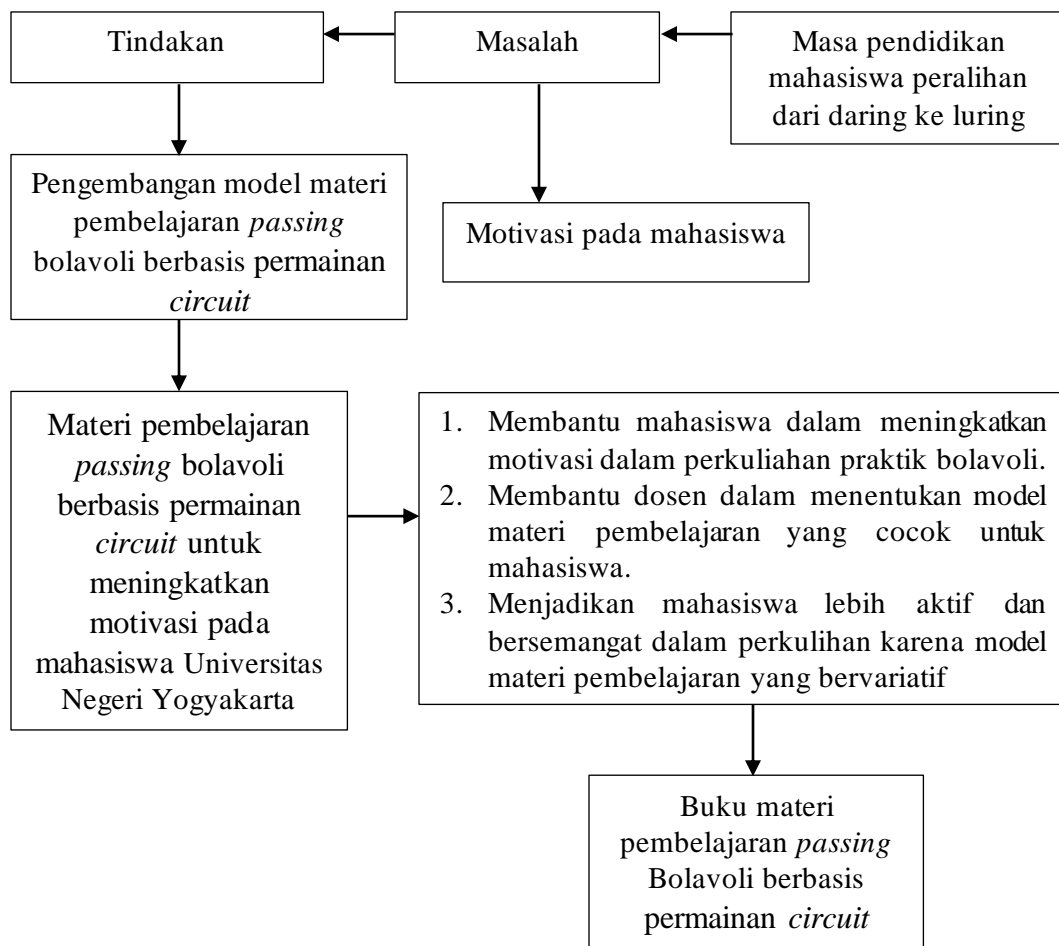 Tindakan
Masalah
Masa pendidikan
mahasiswa peralihan
dari daring ke luring
Pengembangan model materi
pembelajaran passing
bolavoli berbasis permainan
circuit
Motivasi pada mahasiswa
Materi pembelajaran
passing bolavoli
berbasis permainan
circuit untuk
meningkatkan
motivasi pada
mahasiswa Universitas
Negeri Yogyakarta
1. Membantu mahasiswa dalam meningkatkan
motivasi dalam perkuliahan praktik bolavoli.
2. Membantu dosen dalam menentukan model
materi pembelajaran yang cocok untuk
mahasiswa.
3. Menjadikan mahasiswa lebih aktif dan
bersemangat dalam perkulihan karena model
materi pembelajaran yang bervariatif
Buku materi
pembelajaran passing
Bolavoli berbasis
permainan circuit